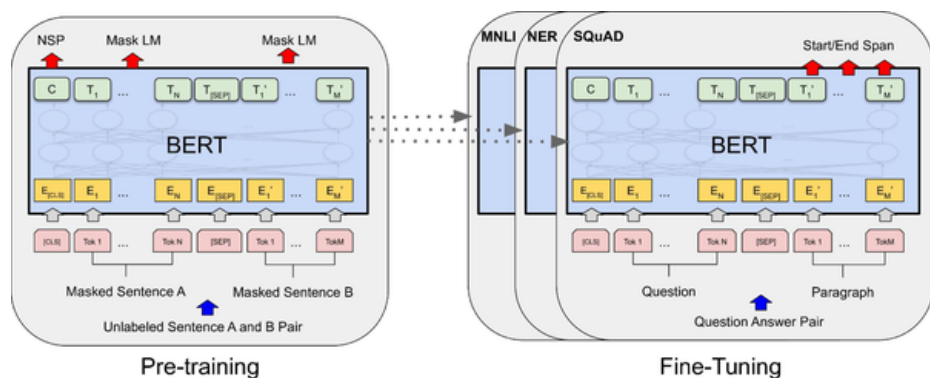 NSP Mask LM Mask LM
C T1 ... TN T[SEP] T1' ... TM'
BERT
E[CLS] E1 ... EN E[SEP] E1' ... EM'
[CLS] Tok 1 ... Tok N [SEP] Tok 1 ... TokM
Masked Sentence A Masked Sentence B
Unlabeled Sentence A and B Pair
Pre-training
MNLI NER SQuAD
Start/End Span
C T1 ... TN T[SEP] T1' ... TM'
BERT
E[CLS] E1 ... EN E[SEP] E1' ... EM'
[CLS] Tok 1 ... Tok N [SEP] Tok 1 ... TokM
Question Paragraph
Question Answer Pair
Fine-Tuning